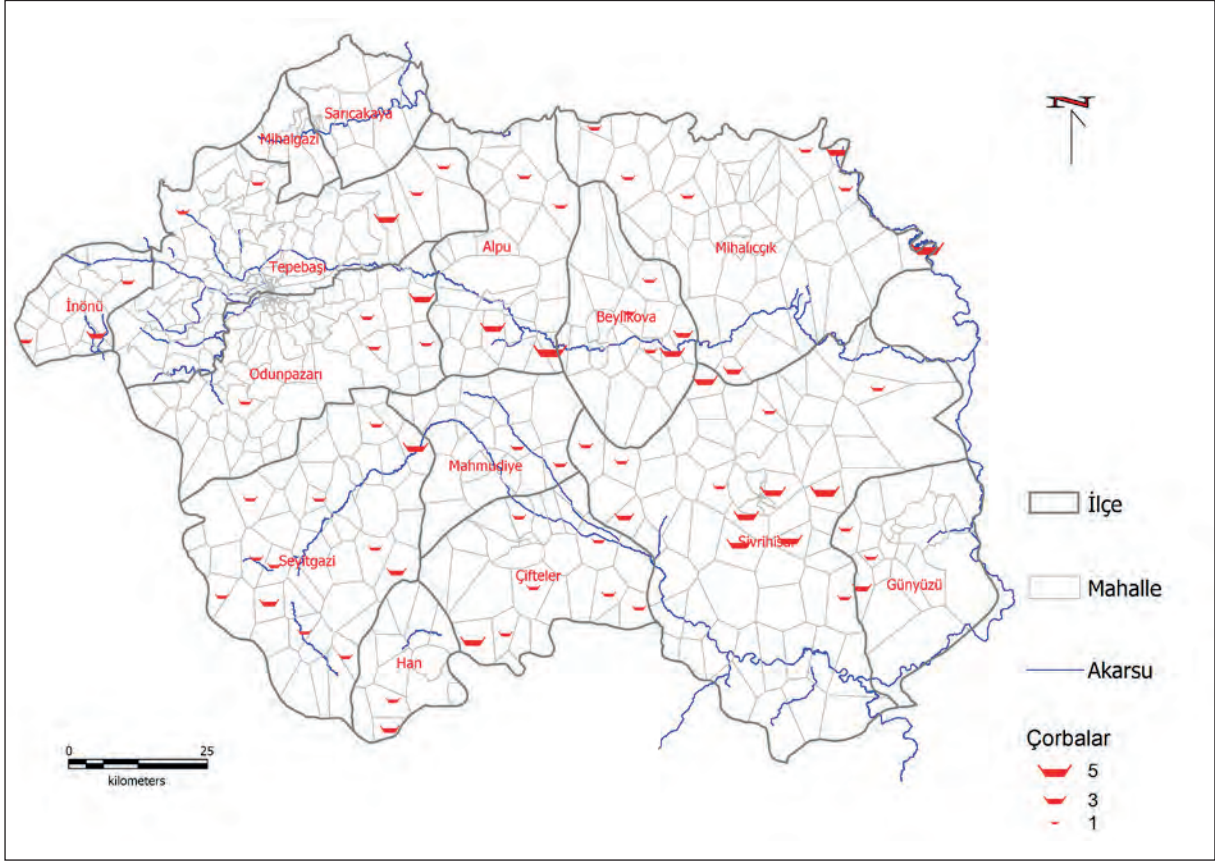 N
Sarıcakaya
Mihalgazi
Alpu
Mihalıççık
Tepebaşı
İnönü
Beylikova
Odunpazarı
Mahmudiye
Sivrihisar
Seyitgazi
Çifteler
Günyüzü
Han
0 25
kilometers
İlçe
Mahalle
Akarsu
Çorbalar
5
3
1